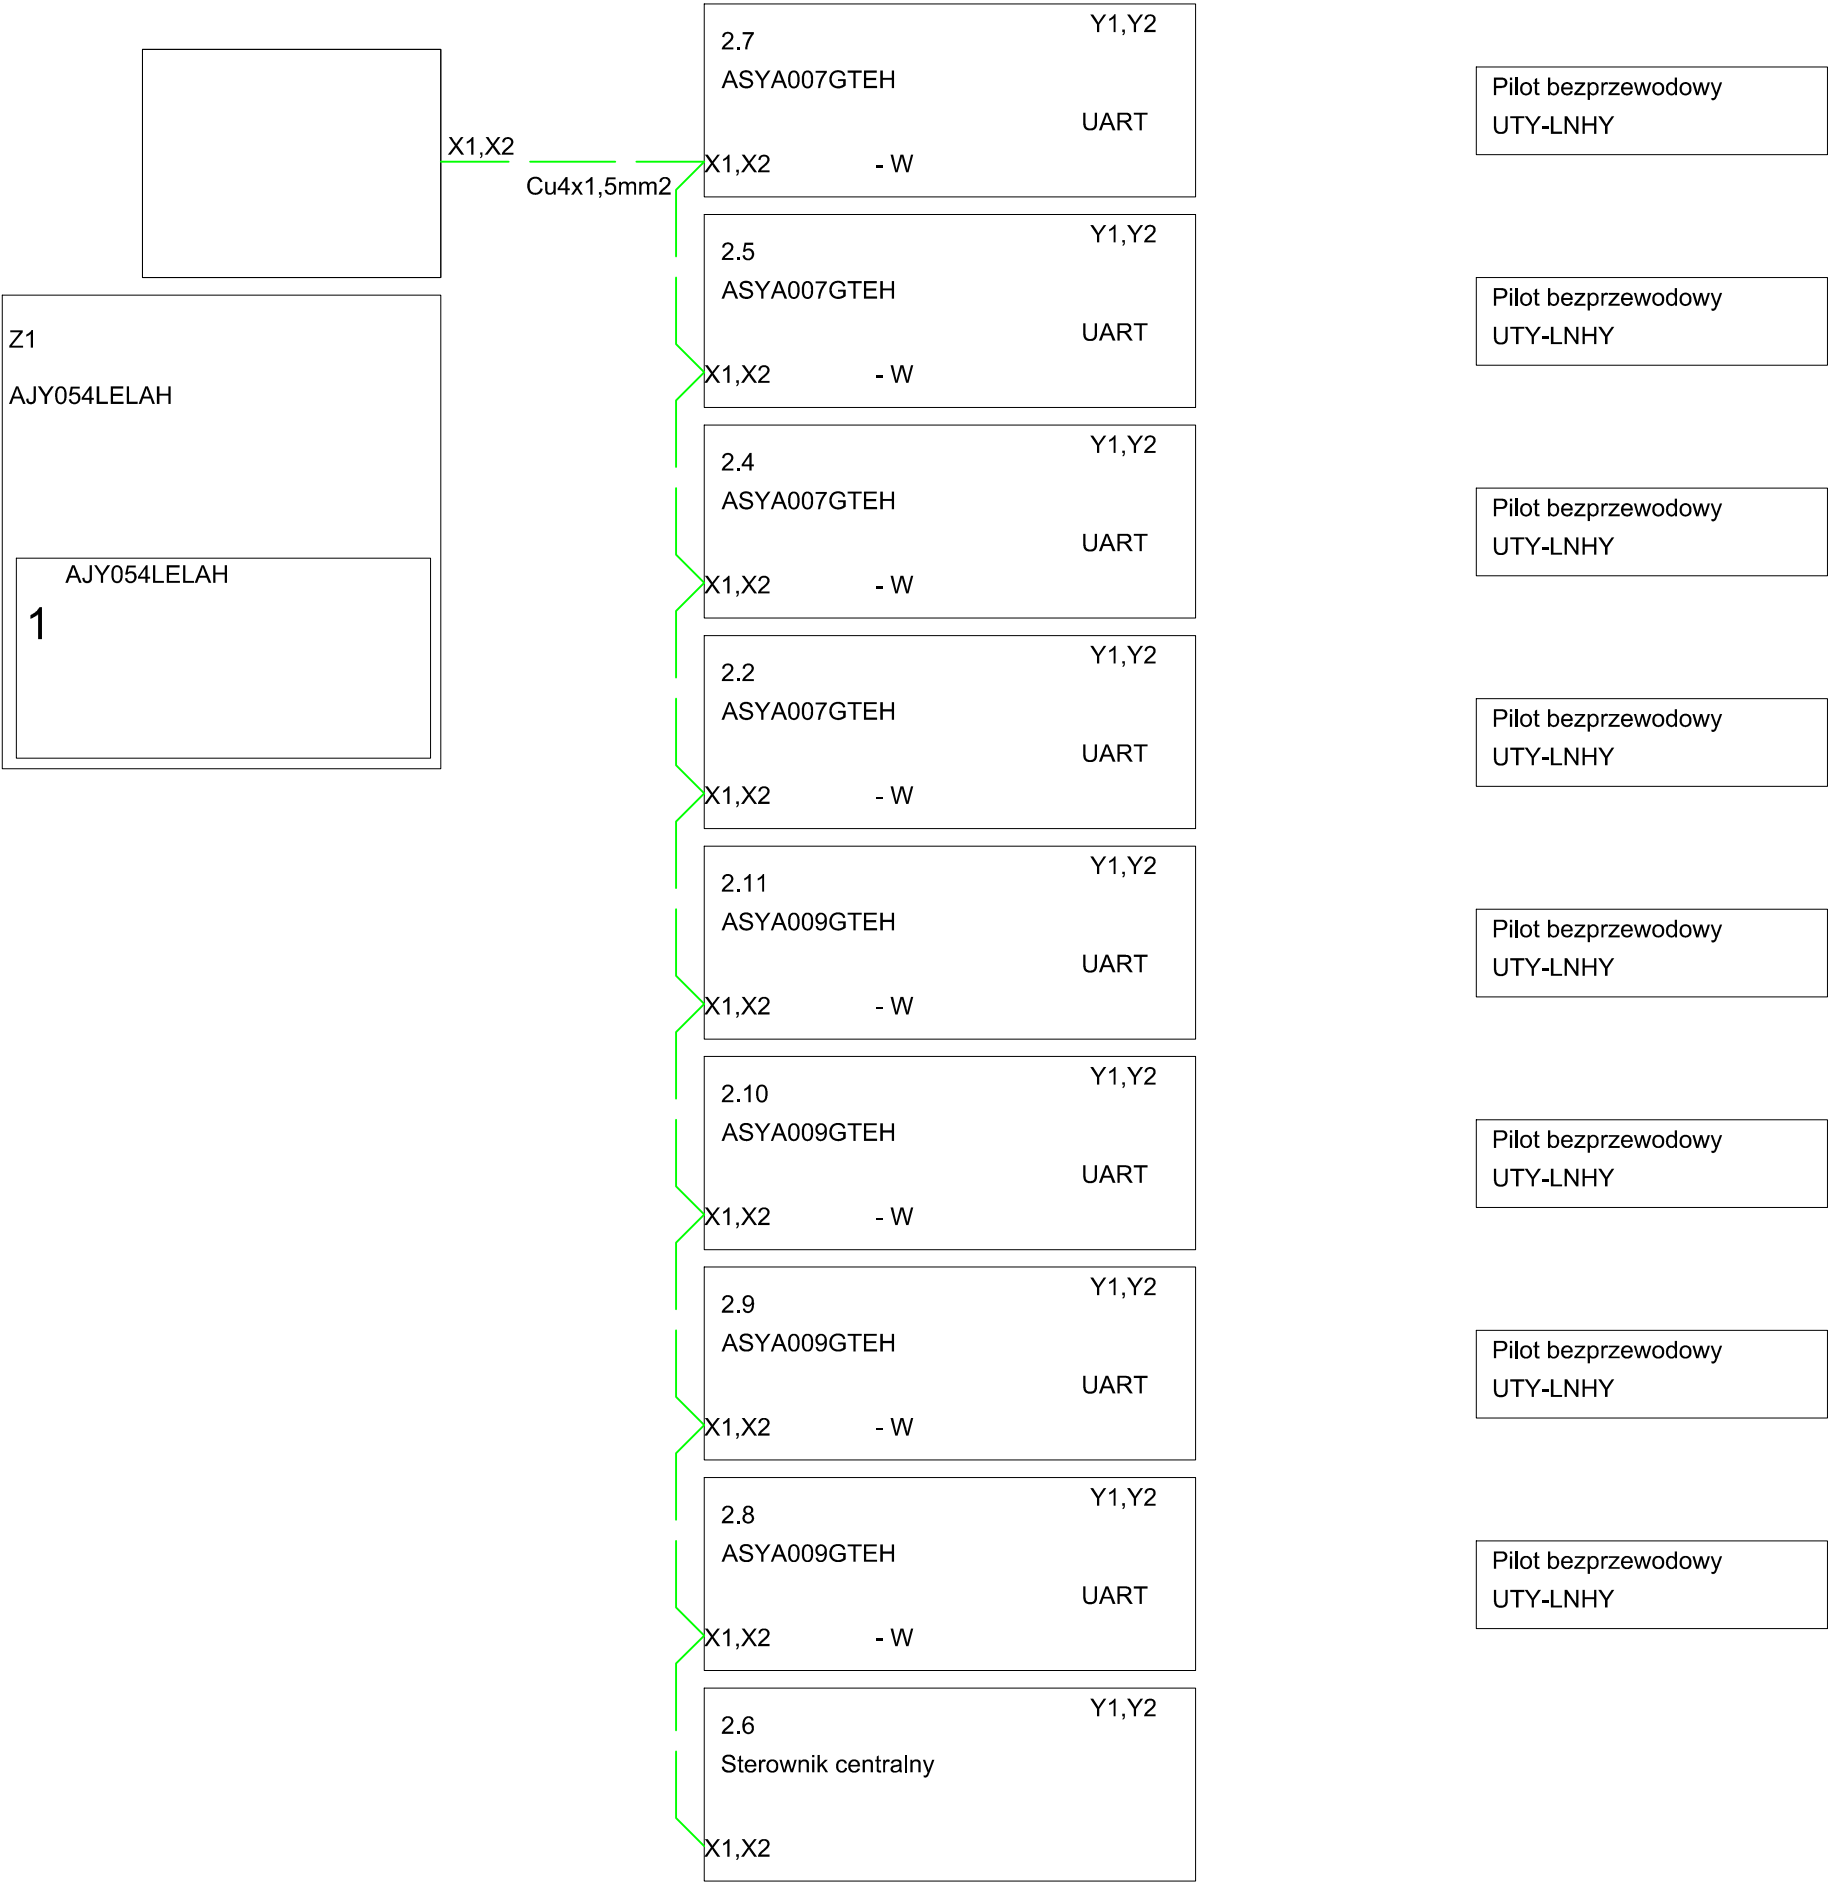 X1,X2
Cu4x1,5mm2
Z1
AJY054LELAH
AJY054LELAH
1
Y1,Y2
2.7
ASYA007GTEH
UART
X1,X2 - W
Pilot bezprzewodowy
UTY-LNHY
Y1,Y2
2.5
ASYA007GTEH
UART
X1,X2 - W
Pilot bezprzewodowy
UTY-LNHY
Y1,Y2
2.4
ASYA007GTEH
UART
X1,X2 - W
Pilot bezprzewodowy
UTY-LNHY
Y1,Y2
2.2
ASYA007GTEH
UART
X1,X2 - W
Pilot bezprzewodowy
UTY-LNHY
Y1,Y2
2.11
ASYA009GTEH
UART
X1,X2 - W
Pilot bezprzewodowy
UTY-LNHY
Y1,Y2
2.10
ASYA009GTEH
UART
X1,X2 - W
Pilot bezprzewodowy
UTY-LNHY
Y1,Y2
2.9
ASYA009GTEH
UART
X1,X2 - W
Pilot bezprzewodowy
UTY-LNHY
Y1,Y2
2.8
ASYA009GTEH
UART
X1,X2 - W
Pilot bezprzewodowy
UTY-LNHY
Y1,Y2
2.6
Sterownik centralny
X1,X2